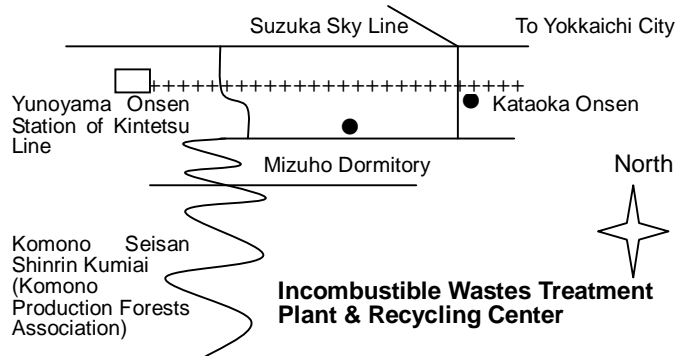 Suzuka Sky Line
To Yokkaichi City
Yunoyama Onsen
Station of Kintetsu
Line
Kataoka Onsen
Mizuho Dormitory
North
Komono Seisan
Shinrin Kumiai
(Komono
Production Forests
Association)
Incombustible Wastes Treatment
Plant & Recycling Center